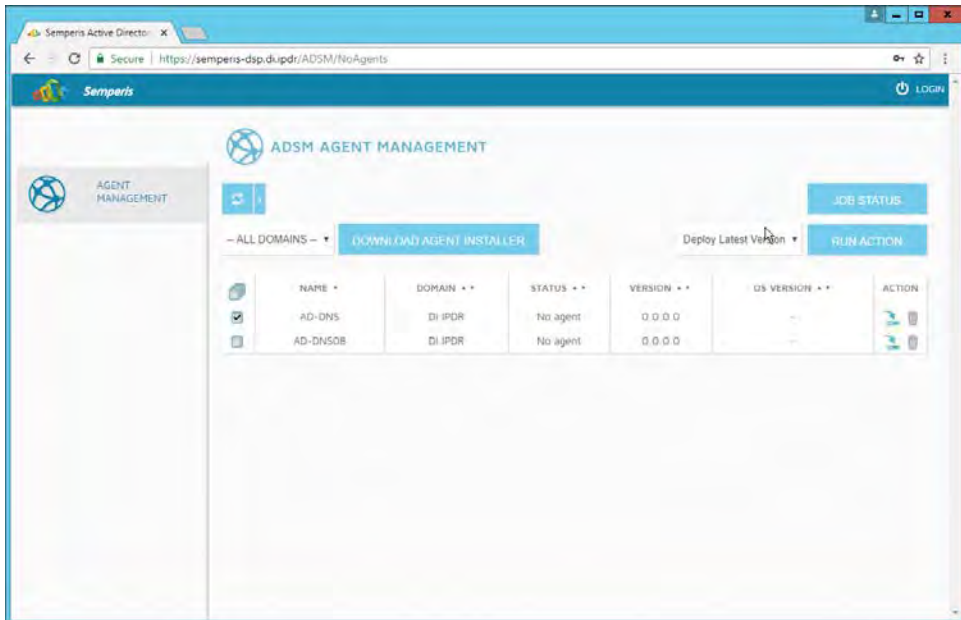 Semperis Active Director
Secure | https://semperis-dsp.di.ipdr/ADSM/NoAgents
Semperis
LOGIN
ADSM AGENT MANAGEMENT
AGENT
MANAGEMENT
JOB STATUS
-- ALL DOMAINS --
DOWNLOAD AGENT INSTALLER
Deploy Latest Version
RUN ACTION
NAME DOMAIN STATUS VERSION OS VERSION ACTION
AD-DNS DI.IPDR No agent 0.0.0.0 --
AD-DNS0B DI.IPDR No agent 0.0.0.0 --